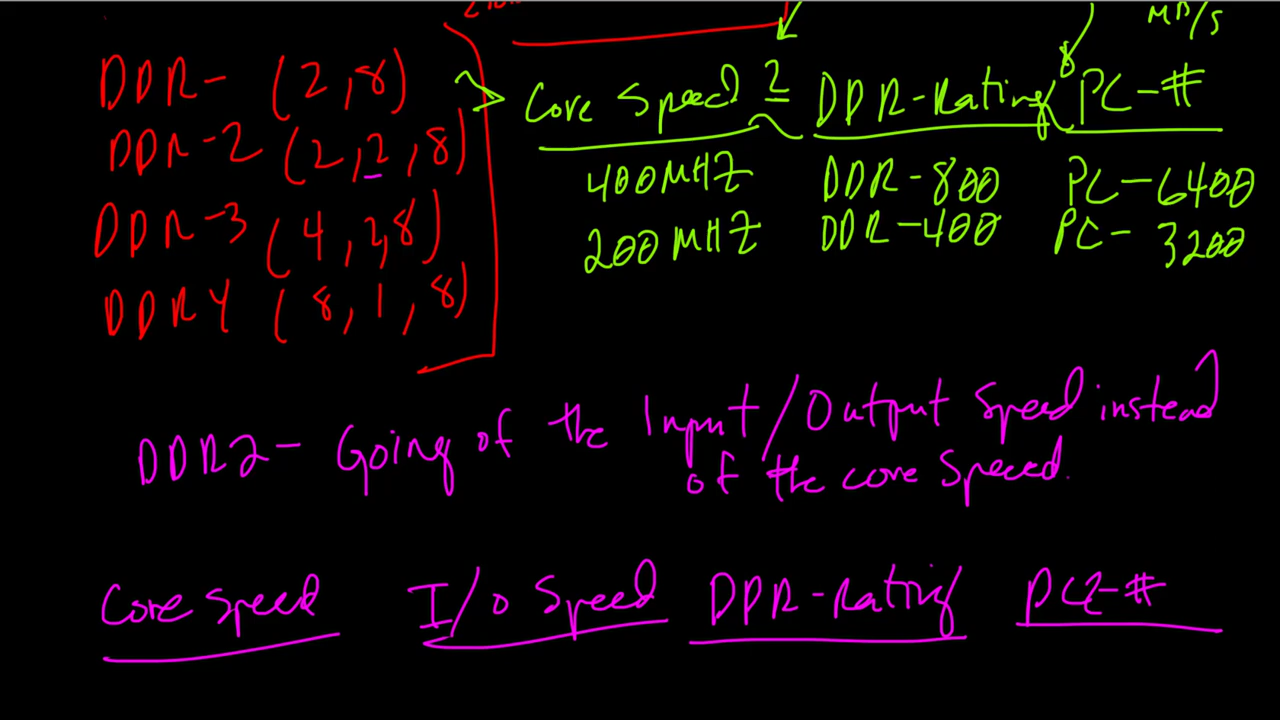 MB/S
DDR- (2,8)
DDR-2 (2,2,8)
DDR-3 (4,2,8)
DDR4 (8,1,8)
Core Speed 2 = DDR-Rating 8 PC-#
400MHZ DDR-800 PC-6400
200MHZ DDR-400 PC-3200
DDR2- Going of the Input/Output Speed instead
of the core Speed.
Core Speed I/O Speed DDR-Rating PC2-#